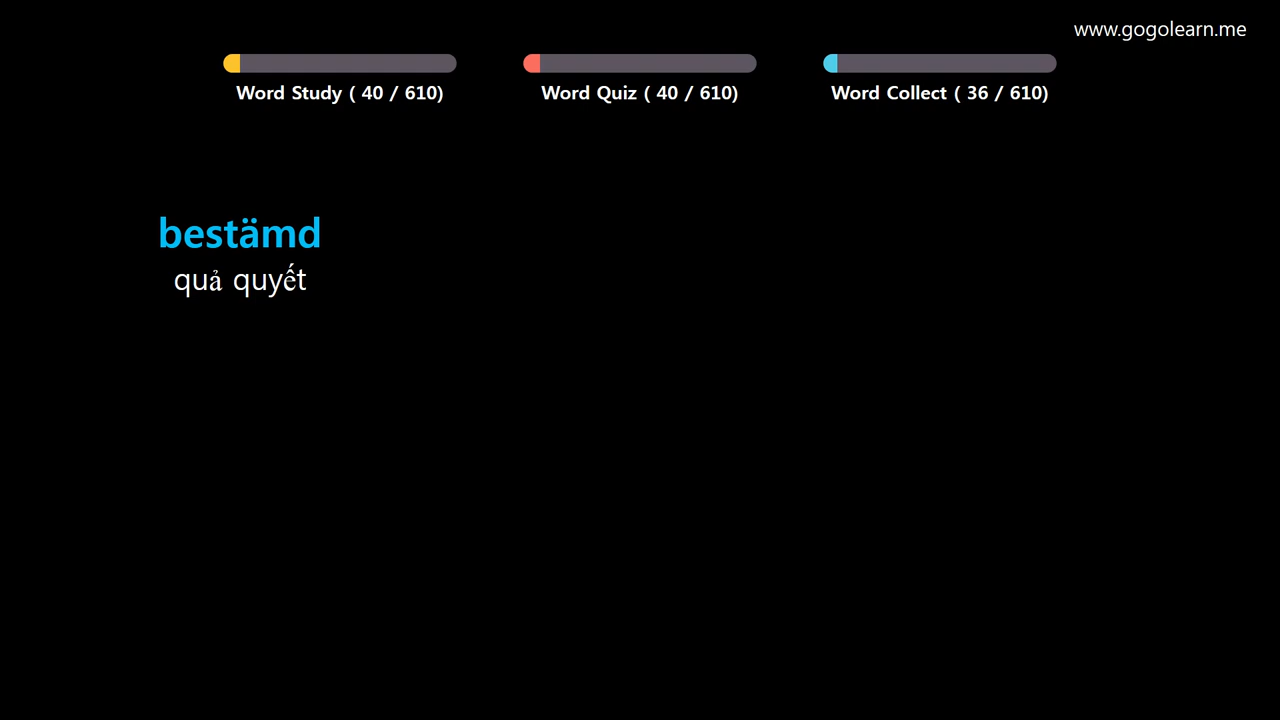 www.gogolearn.me
Word Study ( 40 / 610)
Word Quiz ( 40 / 610)
Word Collect ( 36 / 610)
bestämd
quả quyết